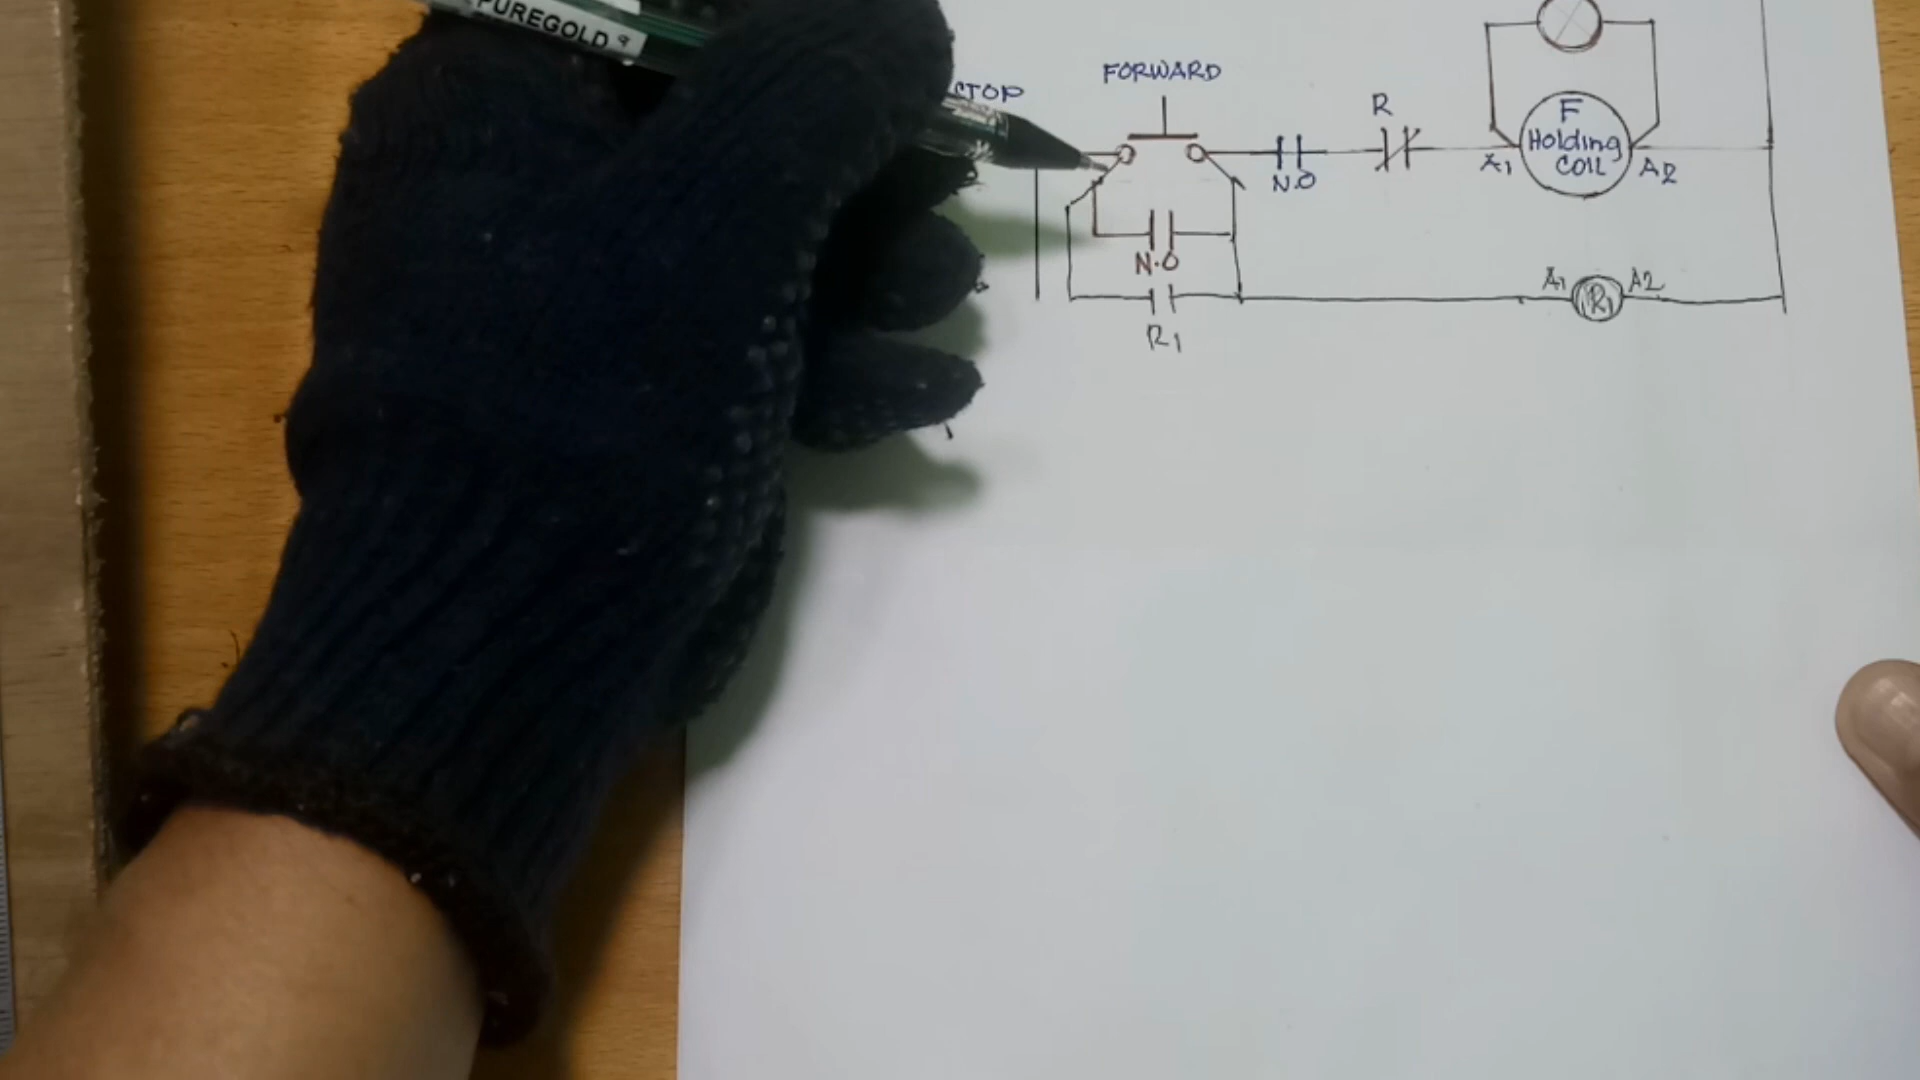 PUREGOLD
STOP
FORWARD
N.O
R
A1
F
Holding
COIL
A2
N.O
R1
A1
R1
A2